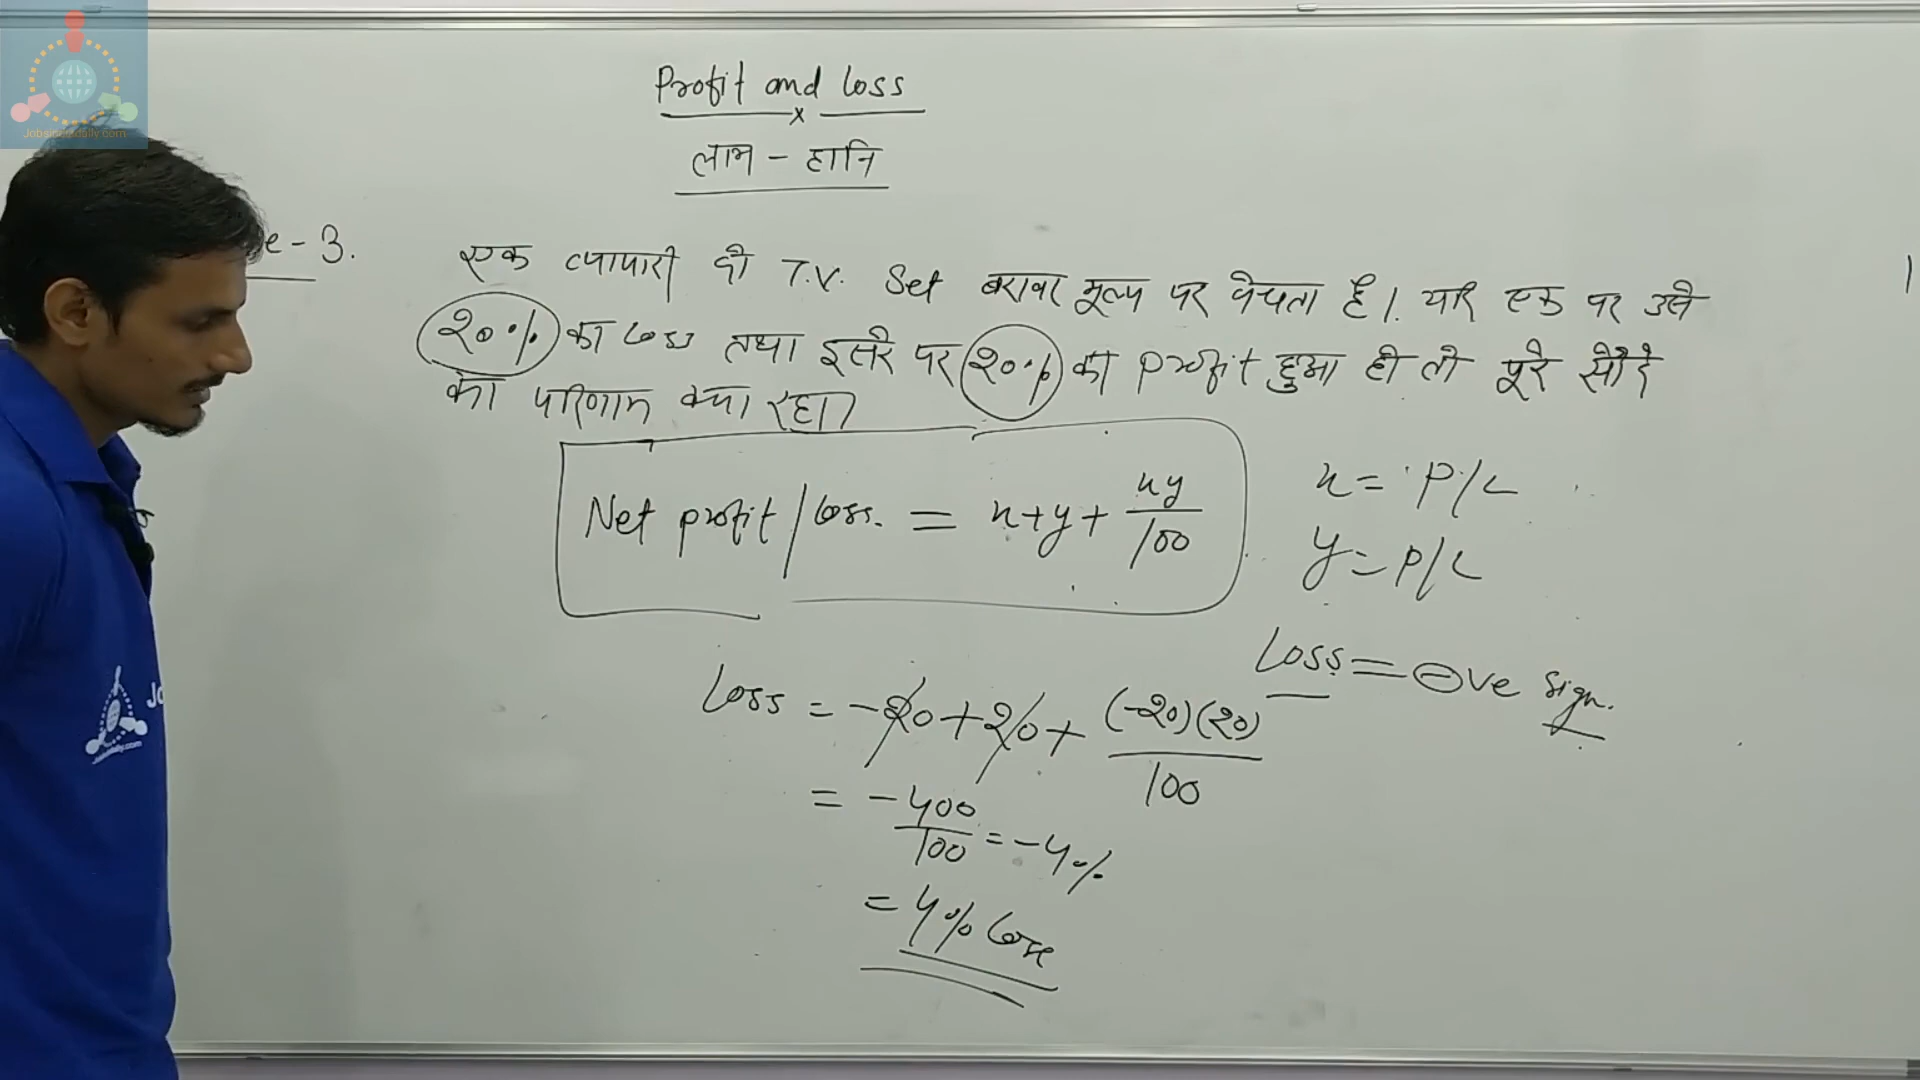 Jobsinfodaily.com
Profit and Loss
x
लाभ - हानि
e-3.
एक व्यापारी दो T.V. Set बराबर मूल्य पर बेचता है। यदि एक पर उसे
20% का Loss तथा दूसरे पर 20% का Profit हुआ हो तो पूरे सौदे
का परिणाम क्या रहा?
Net profit/Loss. = x+y+ xy/100
x = P/L
y = P/L
Loss = ⊖ve sign.
Loss = -20+20+ (-20)(20)/100
= -400/100 = -4%
= 4% Loss